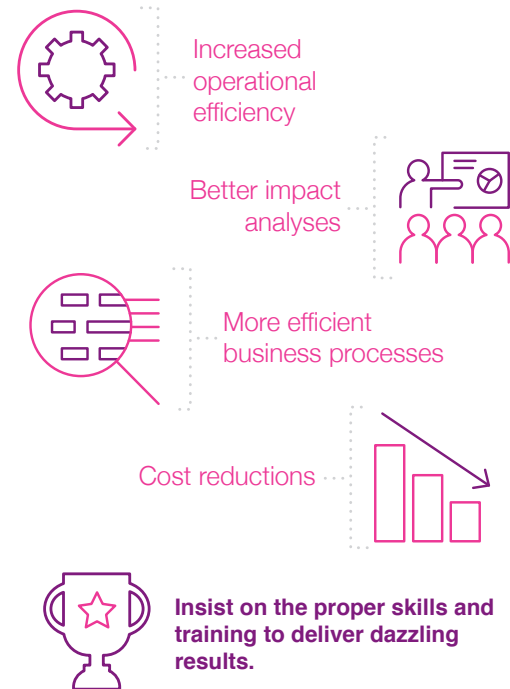 Increased
operational
efficiency
Better impact
analyses
More efficient
business processes
Cost reductions
Insist on the proper skills and
training to deliver dazzling
results.